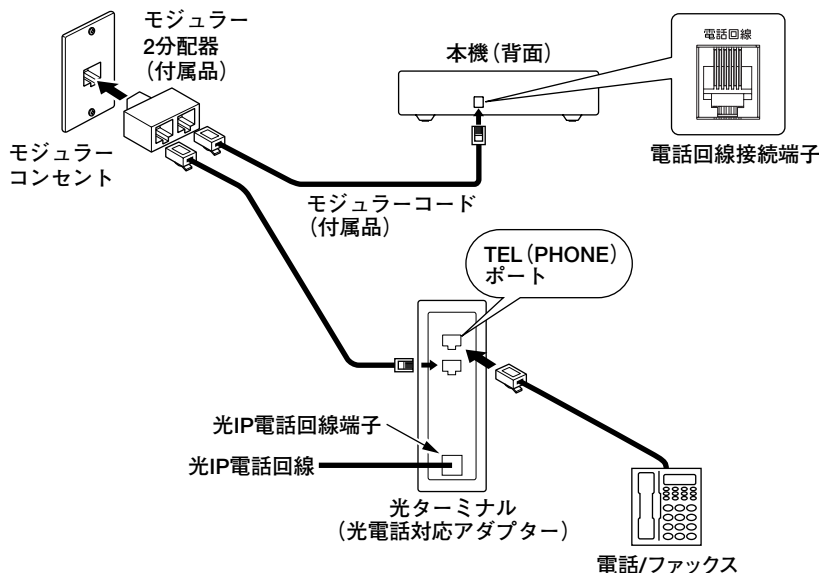 モジュラー
2分配器
（付属品）
本機（背面）
電話回線
モジュラー
コンセント
電話回線接続端子
モジュラーコード
（付属品）
TEL（PHONE）
ポート
光IP電話回線端子
光IP電話回線
光ターミナル
（光電話対応アダプター）
電話/ファックス